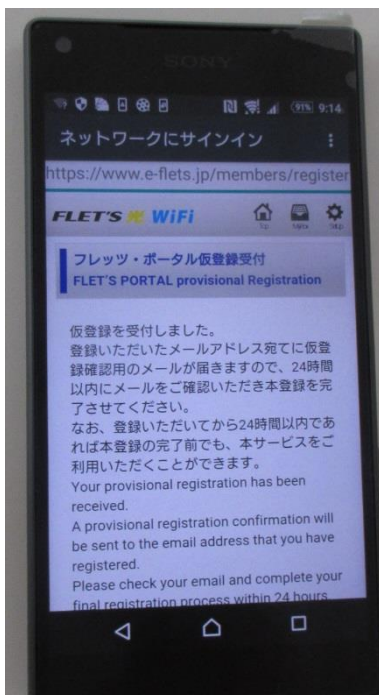 SONY
91% 9:14
ネットワークにサインイン
https://www.e-flets.jp/members/register
FLET'S 光 WiFi
フレッツ・ポータル仮登録受付
FLET'S PORTAL provisional Registration
仮登録を受付しました。
登録いただいたメールアドレス宛てに仮登
録確認用のメールが届きますので、24時間
以内にメールをご確認いただき本登録を完
了させてください。
なお、登録いただいてから24時間以内であ
れば本登録の完了前でも、本サービスをご
利用いただくことができます。
Your provisional registration has been
received.
A provisional registration confirmation will
be sent to the email address that you have
registered.
Please check your email and complete your
final registration process within 24 hours